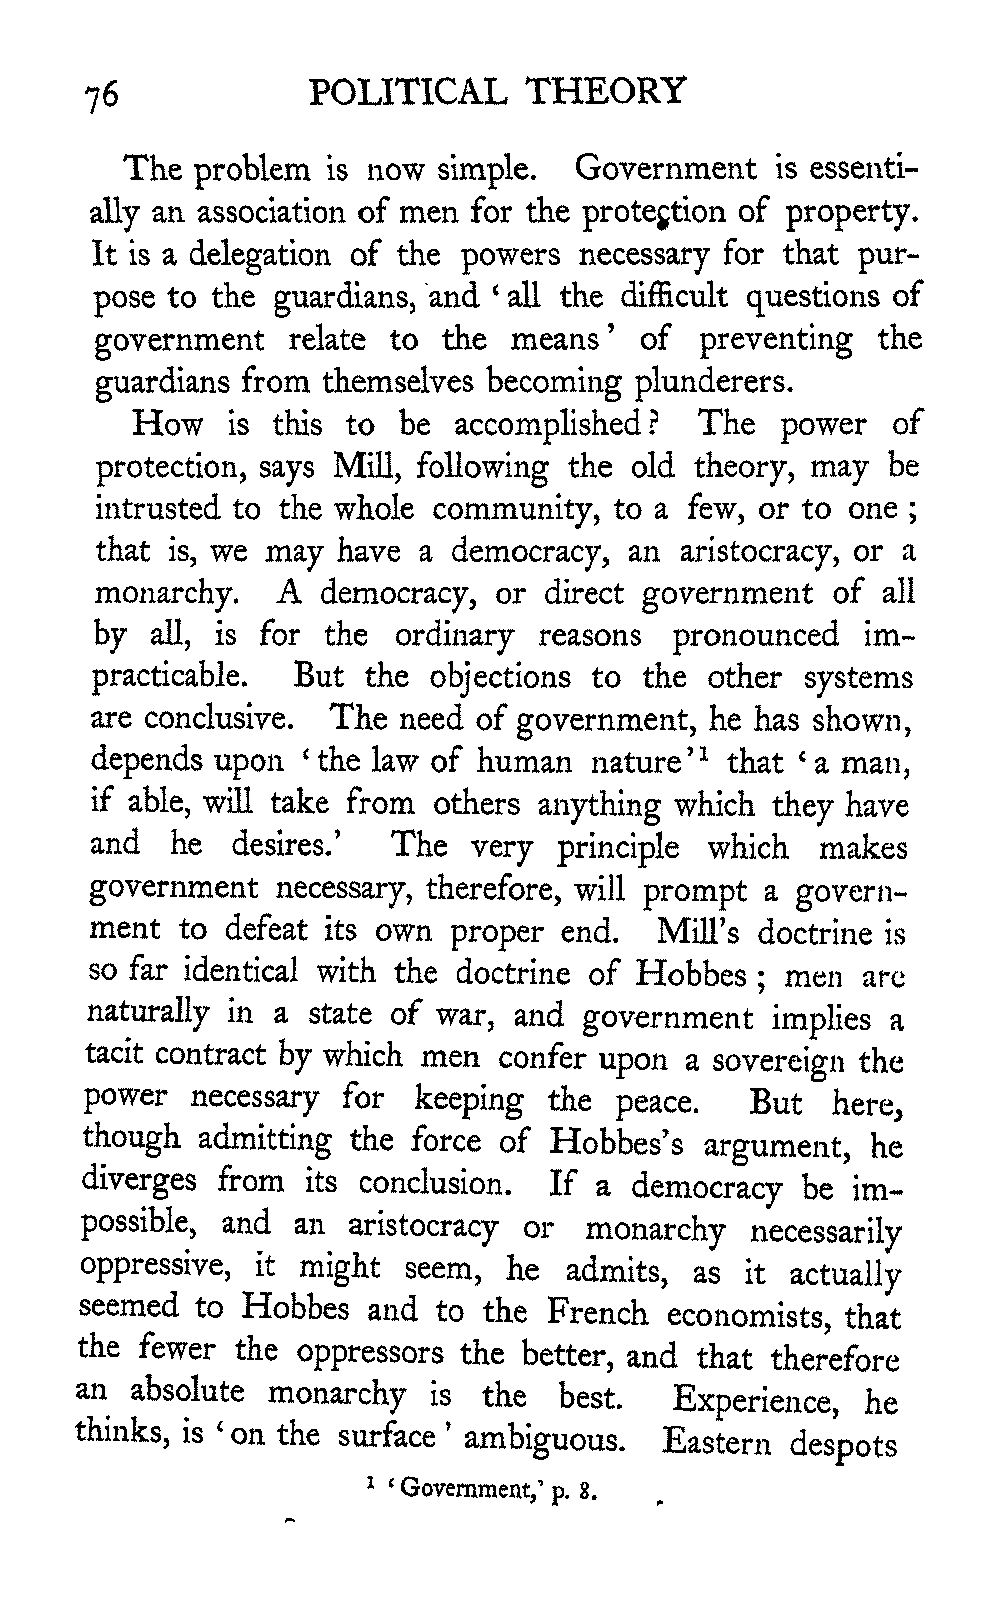 76 POLITICAL THEORY
The problem is now simple. Government is essenti-
ally an association of men for the protection of property.
It is a delegation of the powers necessary for that pur-
pose to the guardians, and ‘all the difficult questions of
government relate to the means’ of preventing the
guardians from themselves becoming plunderers.
How is this to be accomplished? The power of
protection, says Mill, following the old theory, may be
intrusted to the whole community, to a few, or to one ;
that is, we may have a democracy, an aristocracy, or a
monarchy. A democracy, or direct government of all
by all, is for the ordinary reasons pronounced im-
practicable. But the objections to the other systems
are conclusive. The need of government, he has shown,
depends upon ‘the law of human nature’¹ that ‘a man,
if able, will take from others anything which they have
and he desires.’ The very principle which makes
government necessary, therefore, will prompt a govern-
ment to defeat its own proper end. Mill’s doctrine is
so far identical with the doctrine of Hobbes ; men are
naturally in a state of war, and government implies a
tacit contract by which men confer upon a sovereign the
power necessary for keeping the peace. But here,
though admitting the force of Hobbes’s argument, he
diverges from its conclusion. If a democracy be im-
possible, and an aristocracy or monarchy necessarily
oppressive, it might seem, he admits, as it actually
seemed to Hobbes and to the French economists, that
the fewer the oppressors the better, and that therefore
an absolute monarchy is the best. Experience, he
thinks, is ‘on the surface’ ambiguous. Eastern despots
¹ ‘Government,’ p. 8.